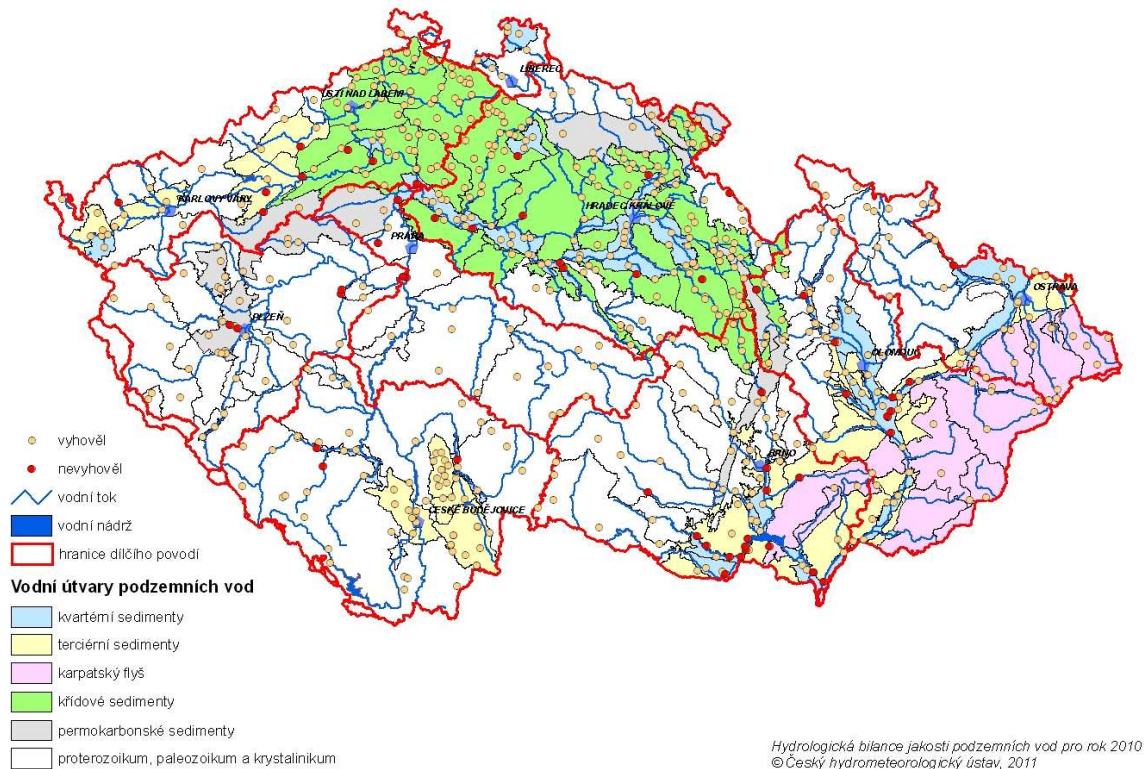 LIBEREC
ÚSTÍ NAD LABEM
KARLOVY VARY
HRADEC KRÁLOVÉ
PRAHA
OSTRAVA
PLZEŇ
OLOMOUC
BRNO
ČESKÉ BUDĚJOVICE
vyhověl
nevyhověl
vodní tok
vodní nádrž
hranice dílčího povodí
Vodní útvary podzemních vod
kvartérní sedimenty
terciérní sedimenty
karpatský flyš
křídové sedimenty
permokarbonské sedimenty
proterozoikum, paleozoikum a krystalinikum
Hydrologická bilance jakosti podzemních vod pro rok 2010
© Český hydrometeorologický ústav, 2011